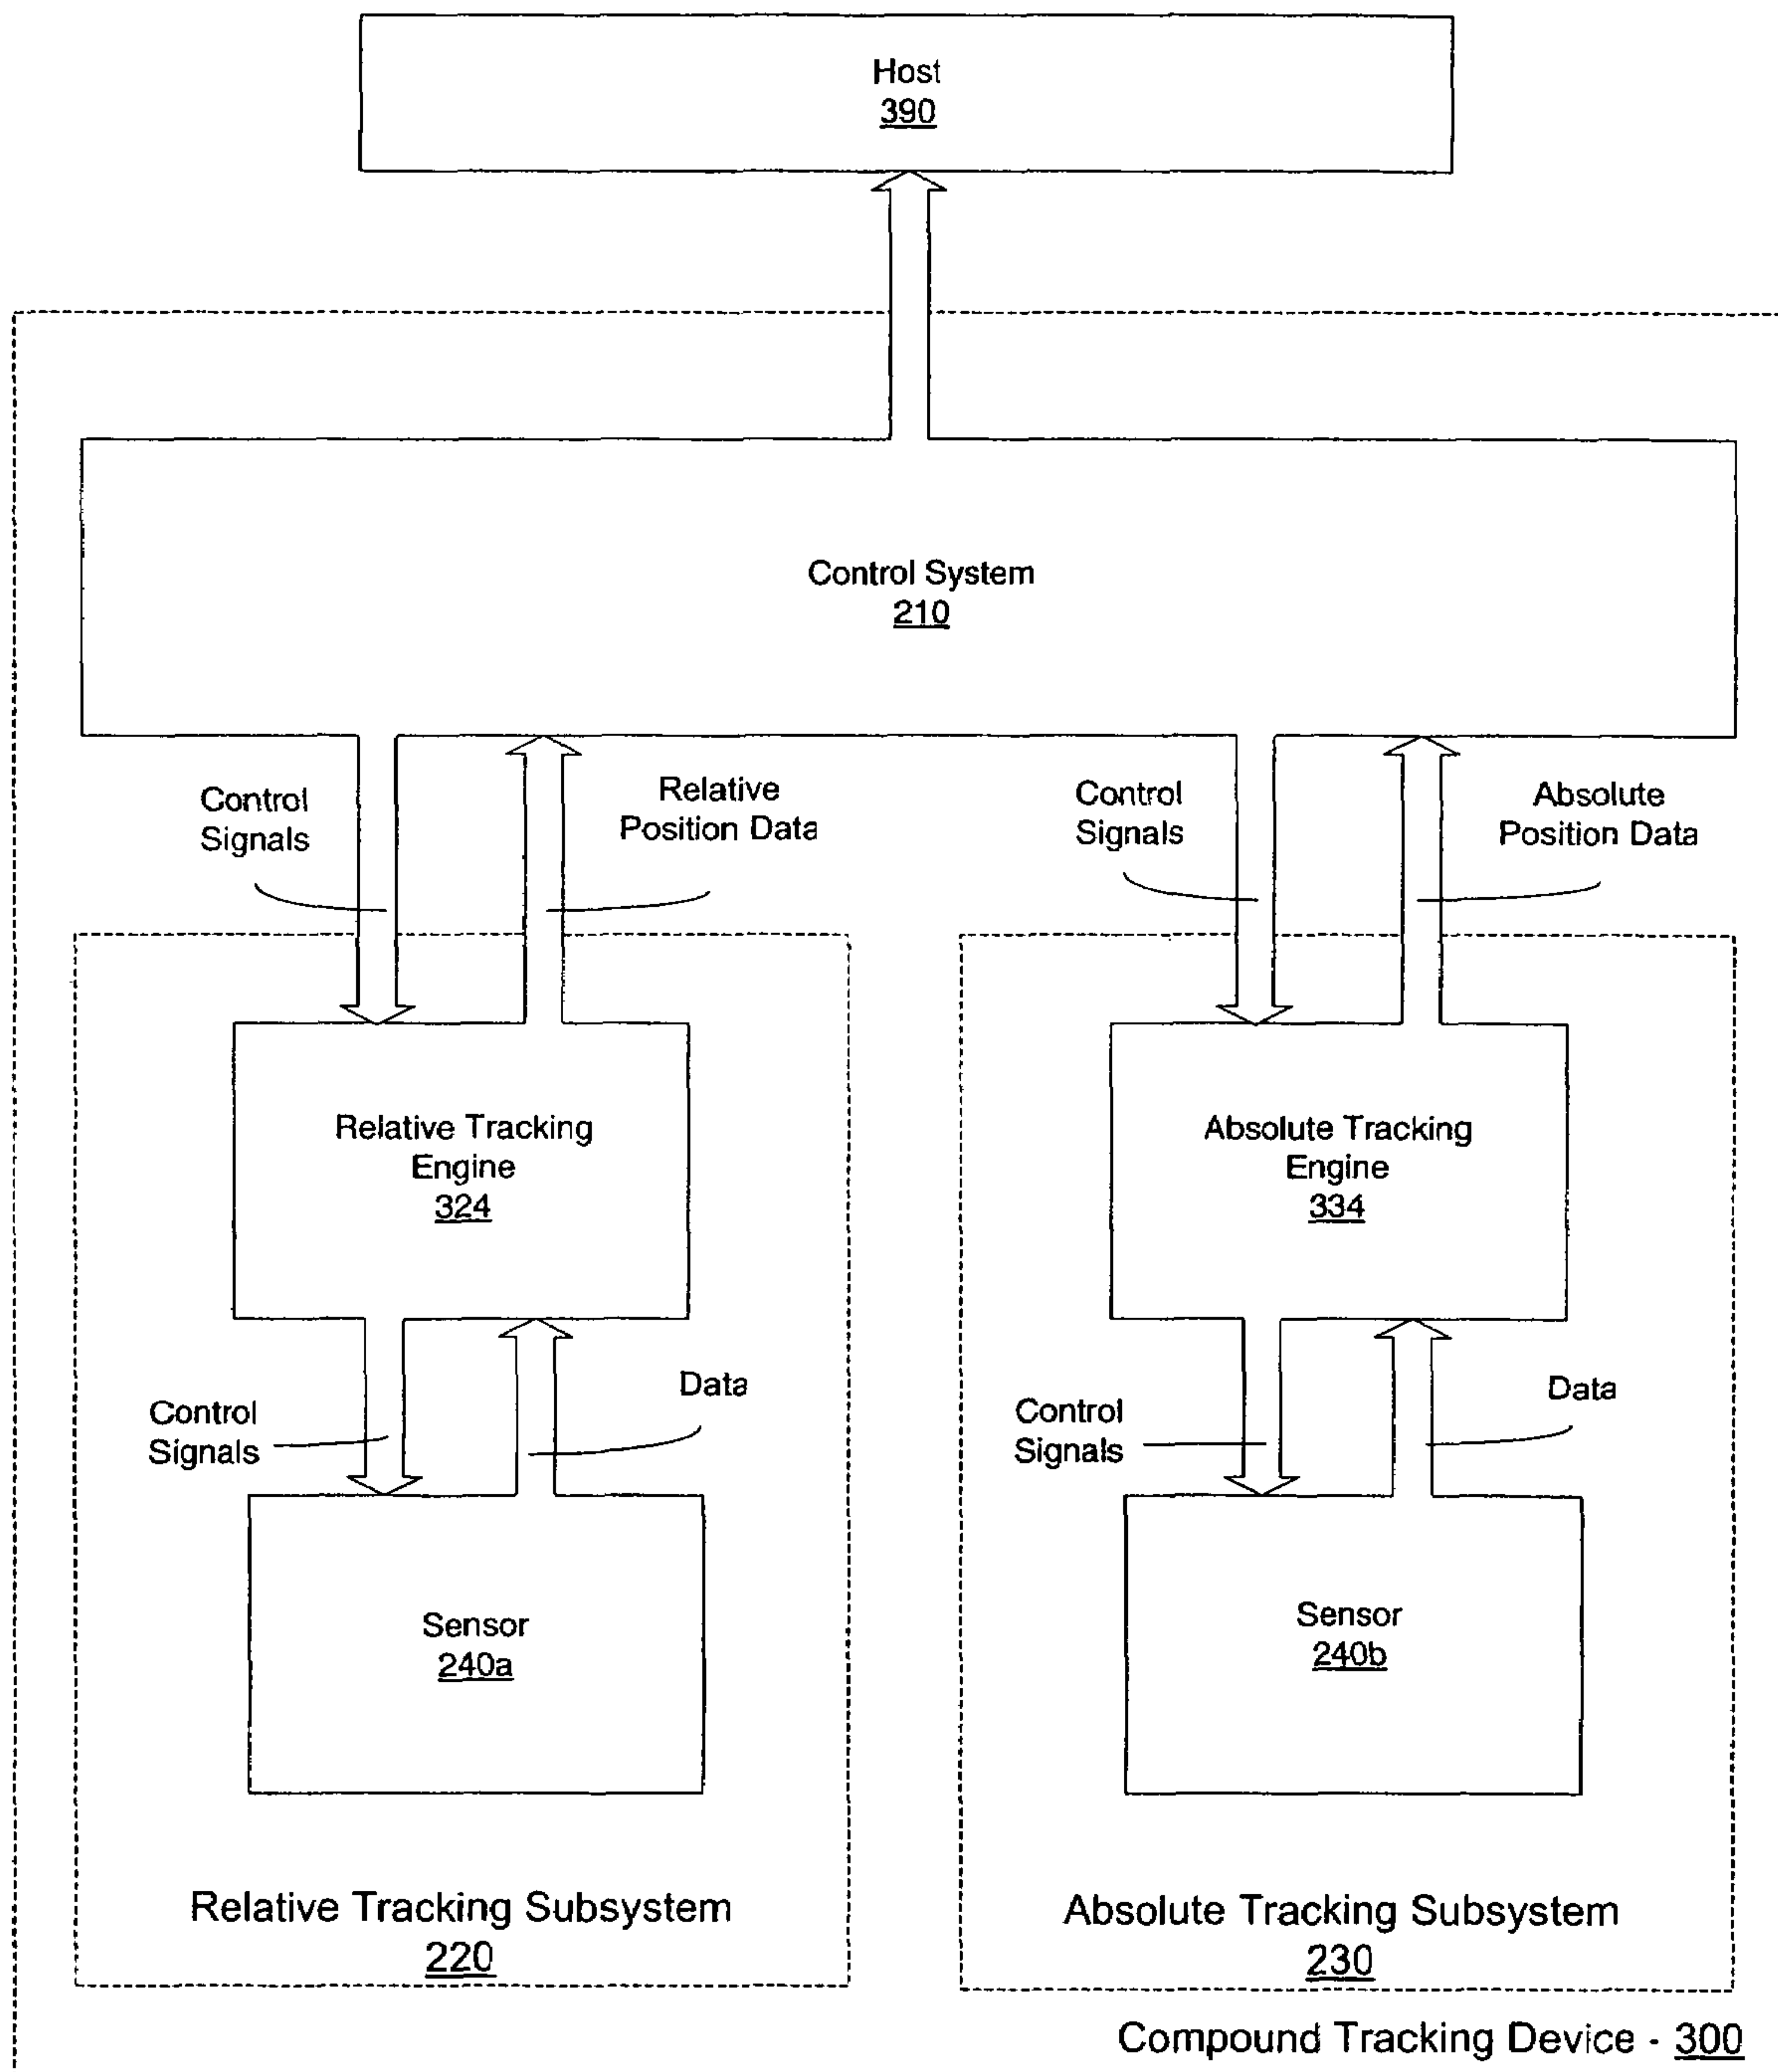 Host
390
Control System
210
Control
Signals
Relative
Position Data
Control
Signals
Absolute
Position Data
Relative Tracking
Engine
324
Absolute Tracking
Engine
334
Control
Signals
Data
Control
Signals
Data
Sensor
240a
Sensor
240b
Relative Tracking Subsystem
220
Absolute Tracking Subsystem
230
Compound Tracking Device - 300